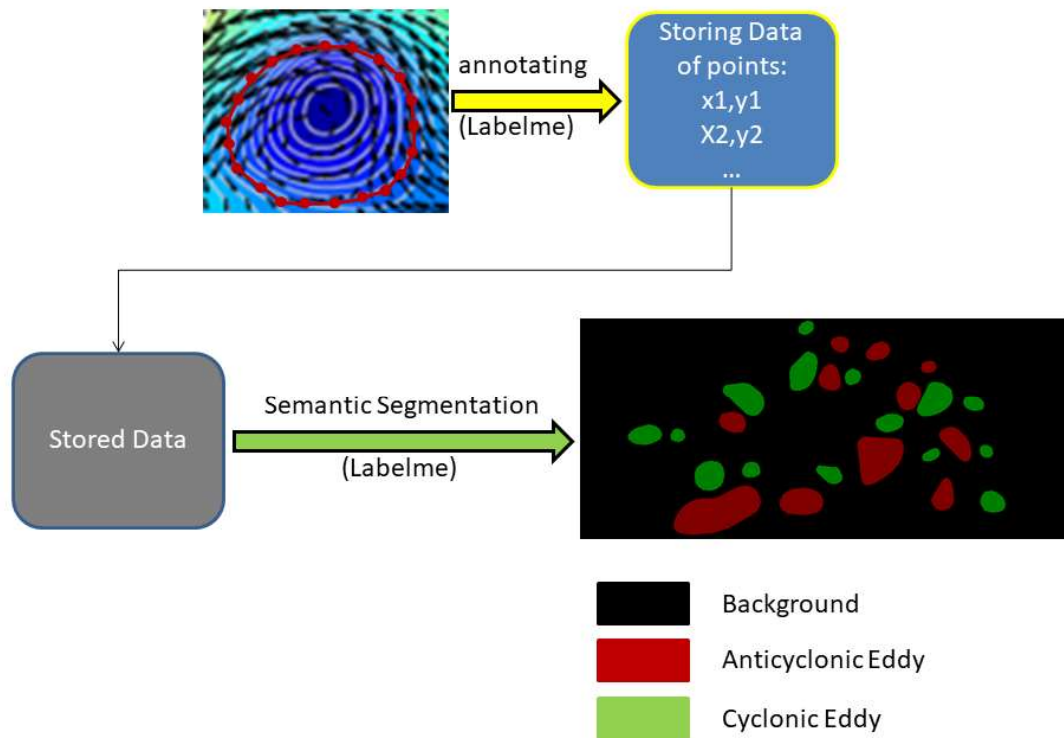 annotating
(Labelme)
Storing Data
of points:
x1,y1
X2,y2
...
Stored Data
Semantic Segmentation
(Labelme)
Background
Anticyclonic Eddy
Cyclonic Eddy